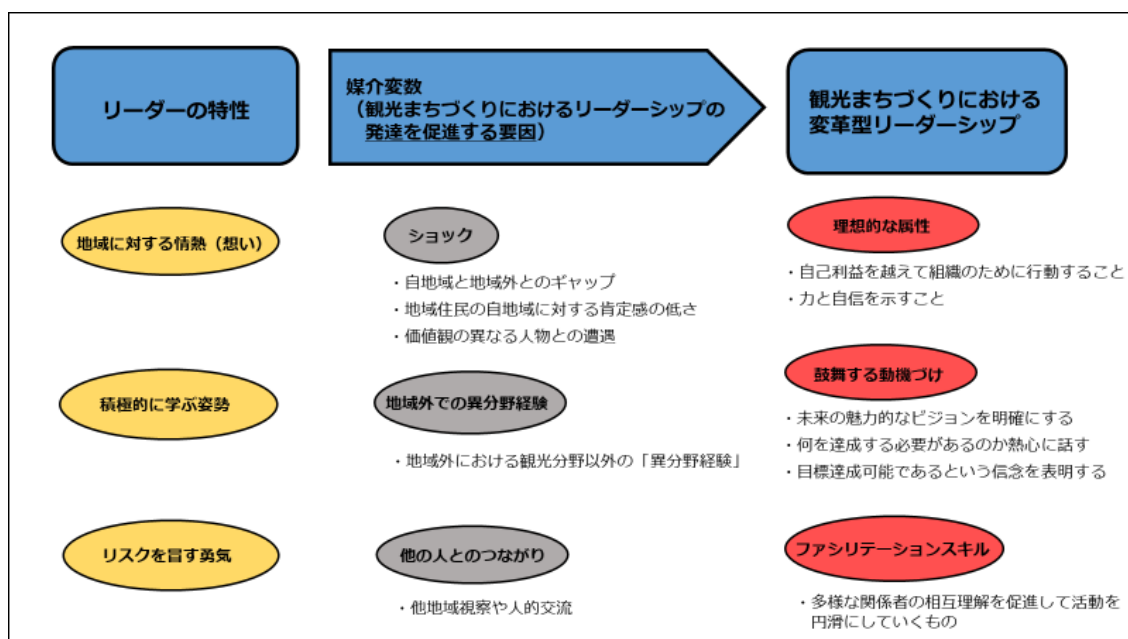 リーダーの特性
媒介変数
（観光まちづくりにおけるリーダーシップの
発達を促進する要因）
観光まちづくりにおける
変革型リーダーシップ
地域に対する情熱（想い）
積極的に学ぶ姿勢
リスクを冒す勇気
ショック
・自地域と地域外とのギャップ
・地域住民の自地域に対する肯定感の低さ
・価値観の異なる人物との遭遇
地域外での異分野経験
・地域外における観光分野以外の「異分野経験」
他の人とのつながり
・他地域視察や人的交流
理想的な属性
・自己利益を越えて組織のために行動すること
・力と自信を示すこと
鼓舞する動機づけ
・未来の魅力的なビジョンを明確にする
・何を達成する必要があるのか熱心に話す
・目標達成可能であるという信念を表明する
ファシリテーションスキル
・多様な関係者の相互理解を促進して活動を
円滑にしていくもの